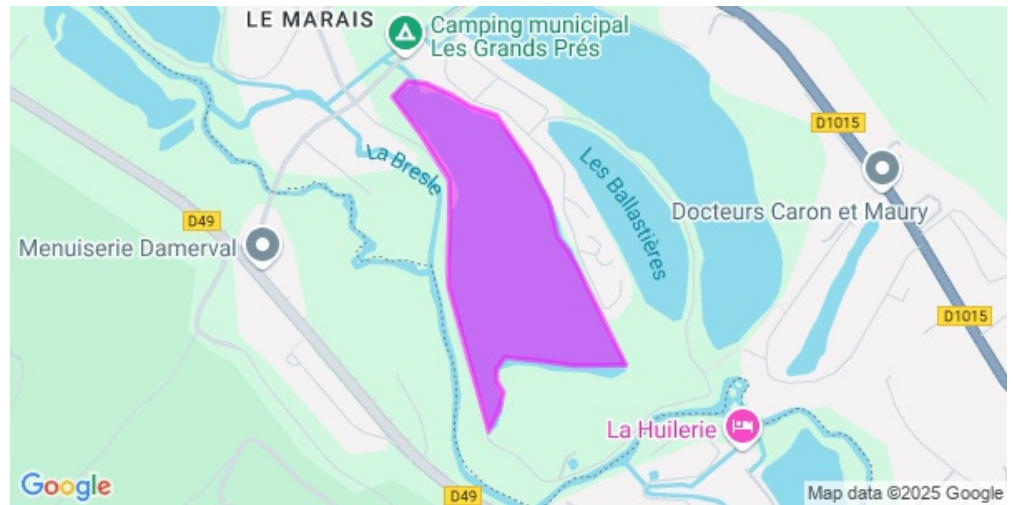 LE MARAIS
Camping municipal
Les Grands Prés
D1015
La Bresle
Les Ballastières
Docteurs Caron et Maury
D49
Menuiserie Damerval
D1015
La Huilerie
Google
D49
Map data ©2025 Google